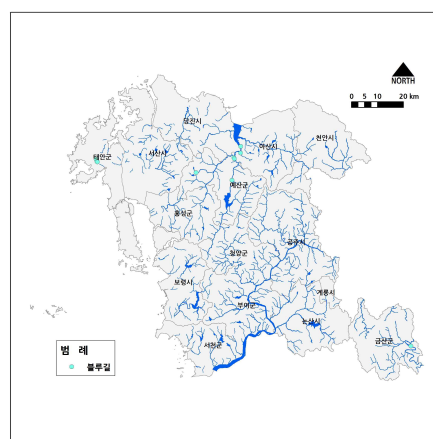 NORTH
0 5 10 20 km
당진시
천안시
아산시
서산시
태안군
예산군
홍성군
공주시
청양군
계룡시
보령시
부여군
논산시
서천군
금산군
범 례
불루길